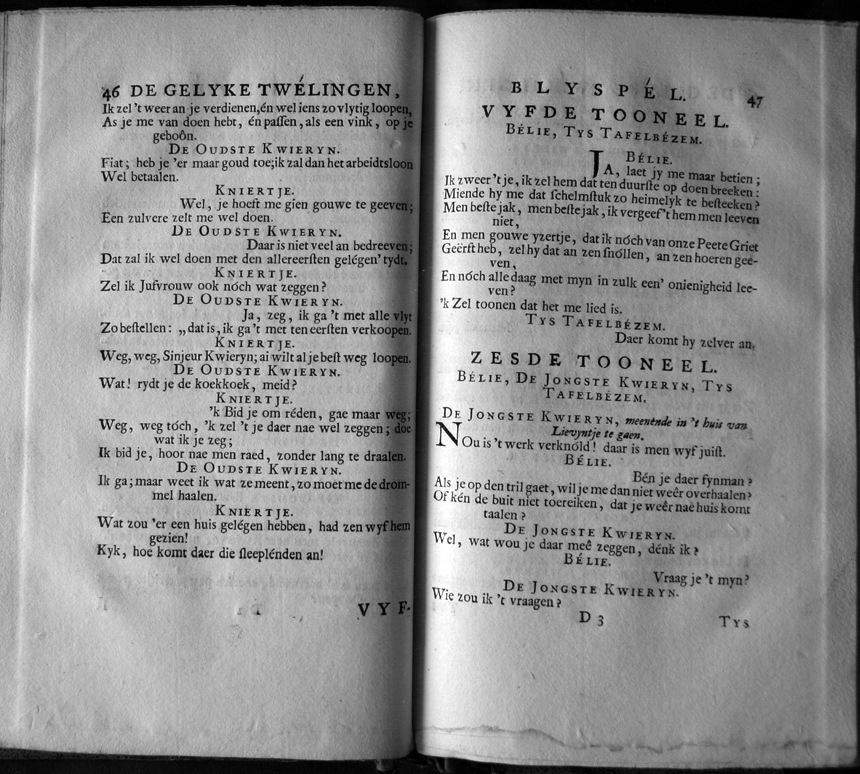 46 DE GELYKE TWÉLINGEN,
Ik zel 't weer an je verdienen, én wel iens zo vlytig loopen,
As je me van doen hebt, én passen, als een vink, op je
geboôn.
DE OUDSTE KWIERYN.
Fiat; heb je 'er maar goud toe; ik zal dan het arbeidtsloon
Wel betaalen.
KNIERTJE.
Wel, je hoeft me gien gouwe te geeven;
Een zulvere zelt me wel doen.
DE OUDSTE KWIERYN.
Daar is niet veel an bedreeven;
Dat zal ik wel doen met den allereersten gelégen' tydt.
KNIERTJE.
Zel ik Jufvrouw ook nóch wat zeggen?
DE OUDSTE KWIERYN.
Ja, zeg, ik ga 't met alle vlyt
Zo bestellen: „dat is, ik ga 't met ten eersten verkoopen.
KNIERTJE.
Weg, weg, Sinjeur Kwieryn; ai wilt al je best weg loopen.
DE OUDSTE KWIERYN.
Wat! rydt je de koekkoek, meid?
KNIERTJE.
'k Bid je om réden, gae maar weg;
Weg, weg tóch, 'k zel 't je daer nae wel zeggen; doe
wat ik je zeg;
Ik bid je, hoor nae men raed, zonder lang te draalen.
DE OUDSTE KWIERYN.
Ik ga; maar weet ik wat ze meent, zo moet me de drom-
mel haalen.
KNIERTJE.
Wat zou 'er een huis gelégen hebben, had zen wyf hem
gezien!
Kyk, hoe komt daer die sleeplénden an!
VYF-
BLYSPÉL. 47
VYFDE TOONEEL.
BÉLIE, TYS TAFELBÉZEM.
BÉLIE.
JA, laet jy me maar betien;
Ik zweer 't je, ik zel hem dat ten duurste op doen breeken:
Miende hy me dat schelmstuk zo heimelyk te besteeken?
Men beste jak, men beste jak, ik vergeef 't hem men leeven
niet,
En men gouwe yzertje, dat ik nóch van onze Peete Griet
Geërft heb, zel hy dat an zen snóllen, an zen hoeren gee-
ven,
En nóch alle daag met myn in zulk een' onienigheid lee-
ven?
'k Zel toonen dat het me lied is.
TYS TAFELBÉZEM.
Daer komt hy zelver an.
ZESDE TOONEEL.
BÉLIE, DE JONGSTE KWIERYN, TYS
TAFELBÉZEM.
DE JONGSTE KWIERYN, meenénde in 't huis van
Lievyntje te gaen.
NOu is 't werk verknóld! daar is men wyf juist.
BÉLIE.
Bén je daer fynman?
Als je op den tril gaet, wil je me dan niet weêr overhaalen?
Of kén de buit niet toereiken, dat je weêr nae huis komt
taalen?
DE JONGSTE KWIERYN.
Wel, wat wou je daar meê zeggen, dénk ik?
BÉLIE.
Vraag je 't myn?
DE JONGSTE KWIERYN.
Wie zou ik 't vraagen?
D 3 TYS